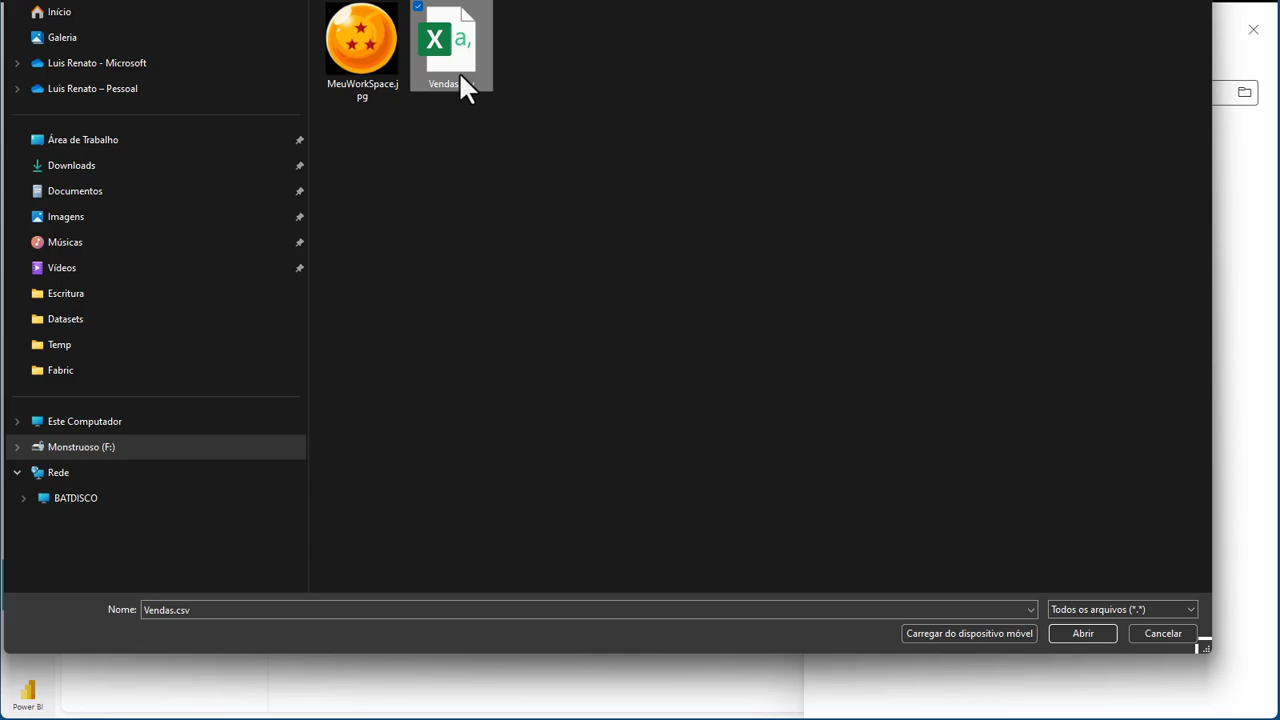 Início
Galeria
Luis Renato - Microsoft
Luis Renato – Pessoal
Área de Trabalho
Downloads
Documentos
Imagens
Músicas
Vídeos
Escritura
Datasets
Temp
Fabric
Este Computador
Monstruoso (F:)
Rede
BATDISCO
MeuWorkSpace.j
pg
Vendas
X a,
Nome: Vendas.csv
Todos os arquivos (*.*)
Carregar do dispositivo móvel
Abrir
Cancelar
Power BI